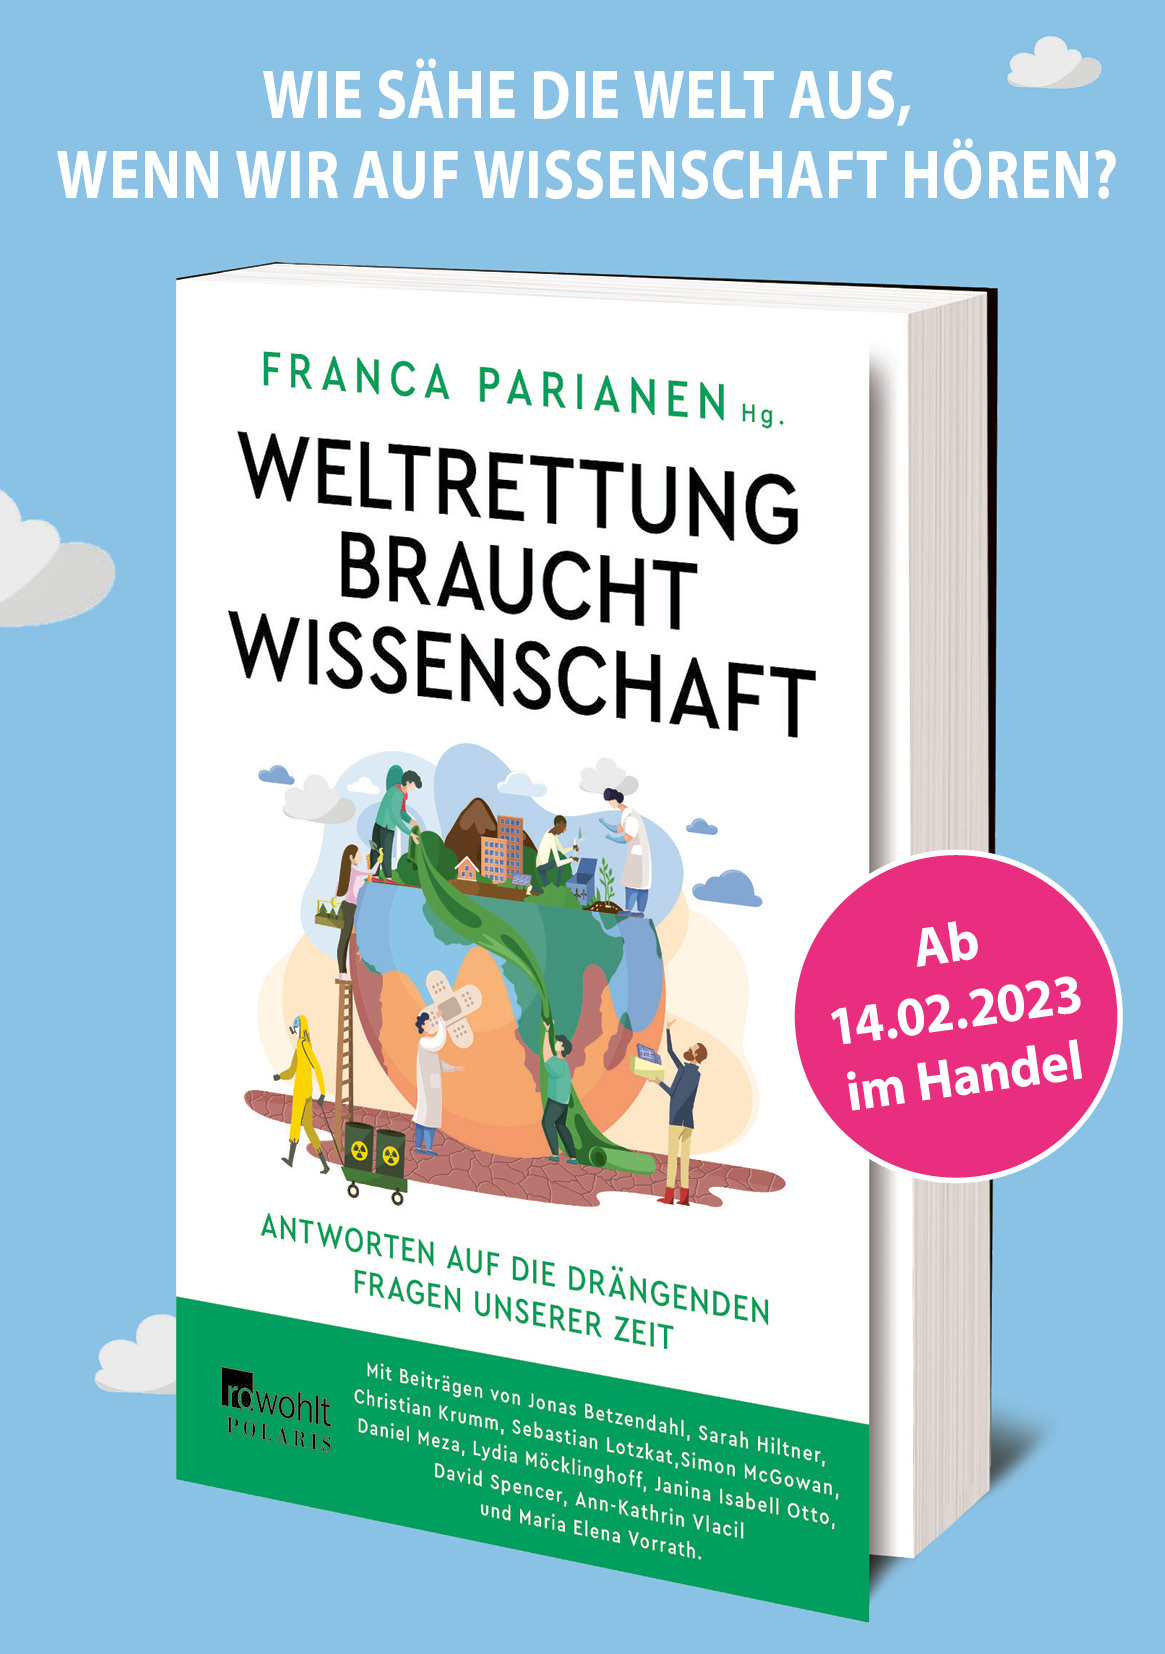 WIE SÄHE DIE WELT AUS,
WENN WIR AUF WISSENSCHAFT HÖREN?
FRANCA PARIANEN Hg.
WELTRETTUNG
BRAUCHT
WISSENSCHAFT
Ab
14.02.2023
im Handel
ANTWORTEN AUF DIE DRÄNGENDEN
FRAGEN UNSERER ZEIT
rowohlt
POLARIS
Mit Beiträgen von Jonas Betzendahl, Sarah Hiltner,
Christian Krumm, Sebastian Lotzkat,Simon McGowan,
Daniel Meza, Lydia Möcklinghoff, Janina Isabell Otto,
David Spencer, Ann-Kathrin Vlacil
und Maria Elena Vorrath.